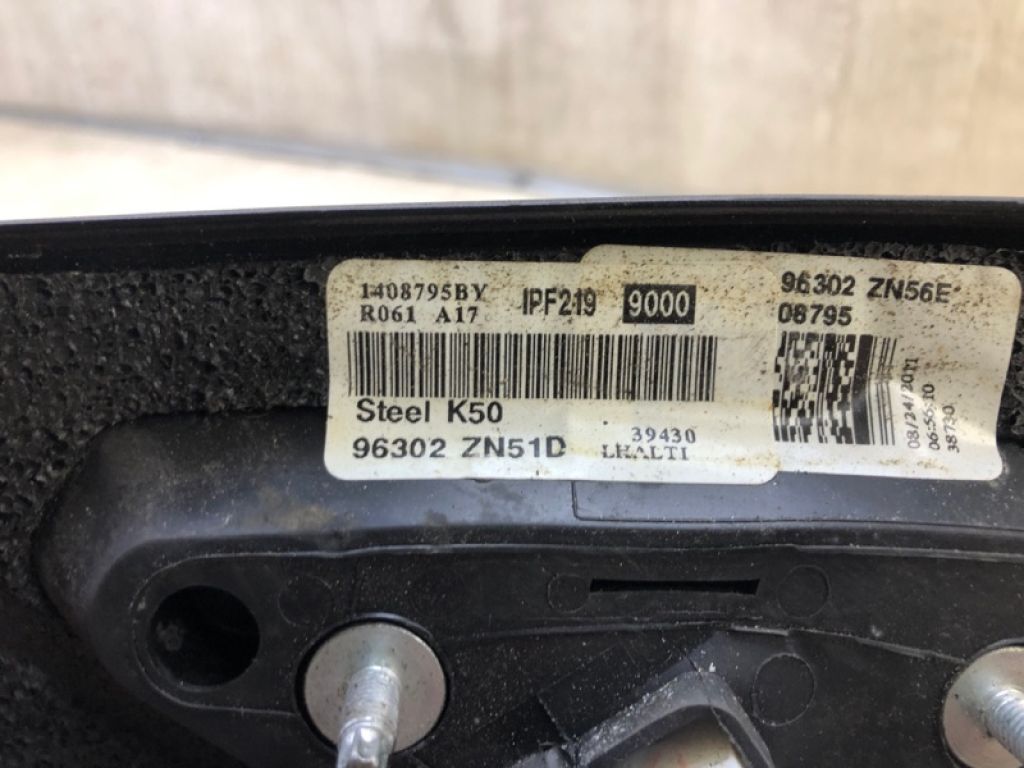 1408795BY
R061 A17
IPF219
9000
Steel K50
96302 ZN51D
39430
LHALTI
96302 ZN56E
08795
08/24/2011
06:56:10
38730